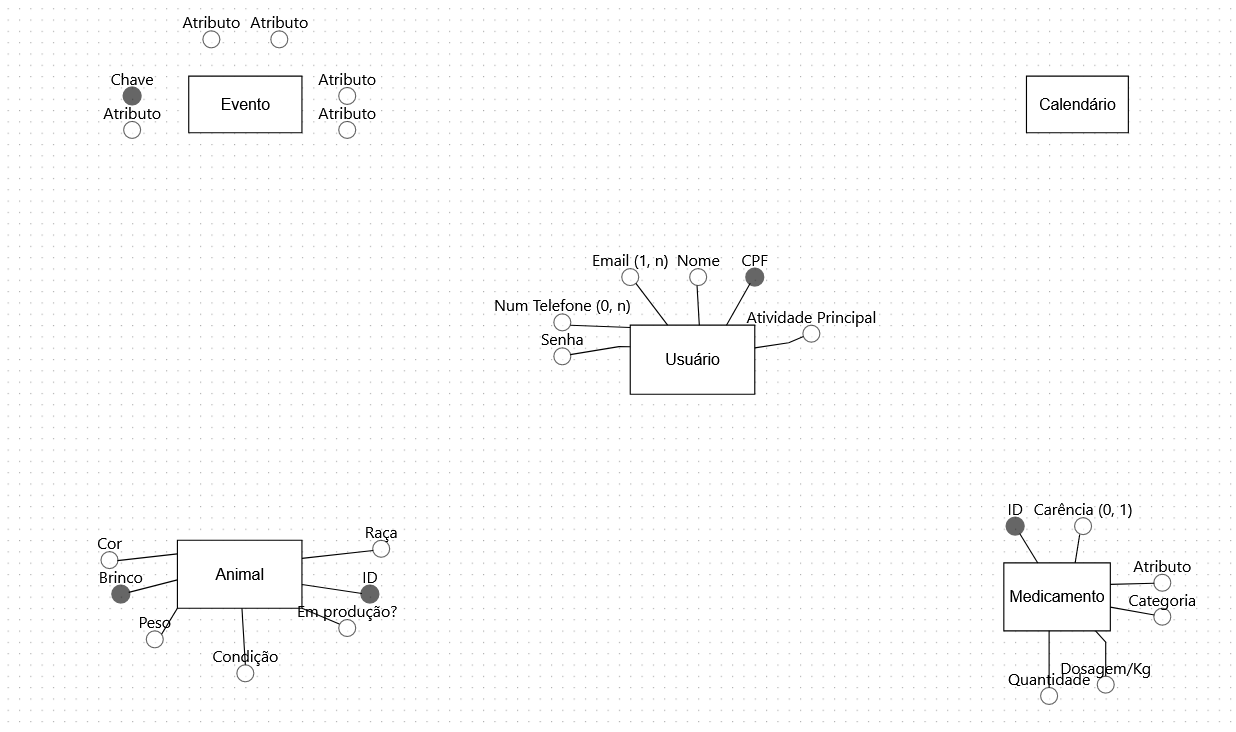 Atributo
Atributo
Chave
Atributo
Evento
Atributo
Atributo
Calendário
Email (1, n)
Nome
CPF
Num Telefone (0, n)
Senha
Atividade Principal
Usuário
Cor
Brinco
Peso
Condição
Animal
Raça
ID
Em produção?
ID
Carência (0, 1)
Atributo
Categoria
Medicamento
Dosagem/Kg
Quantidade